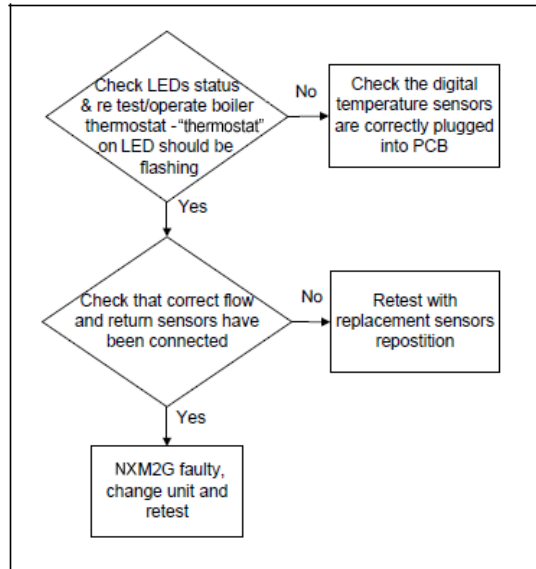 Check LEDs status
& re test/operate boiler
thermostat -“thermostat”
on LED should be
flashing
No
Check the digital
temperature sensors
are correctly plugged
into PCB
Yes
Check that correct flow
and return sensors have
been connected
No
Retest with
replacement sensors
repostition
Yes
NXM2G faulty,
change unit and
retest